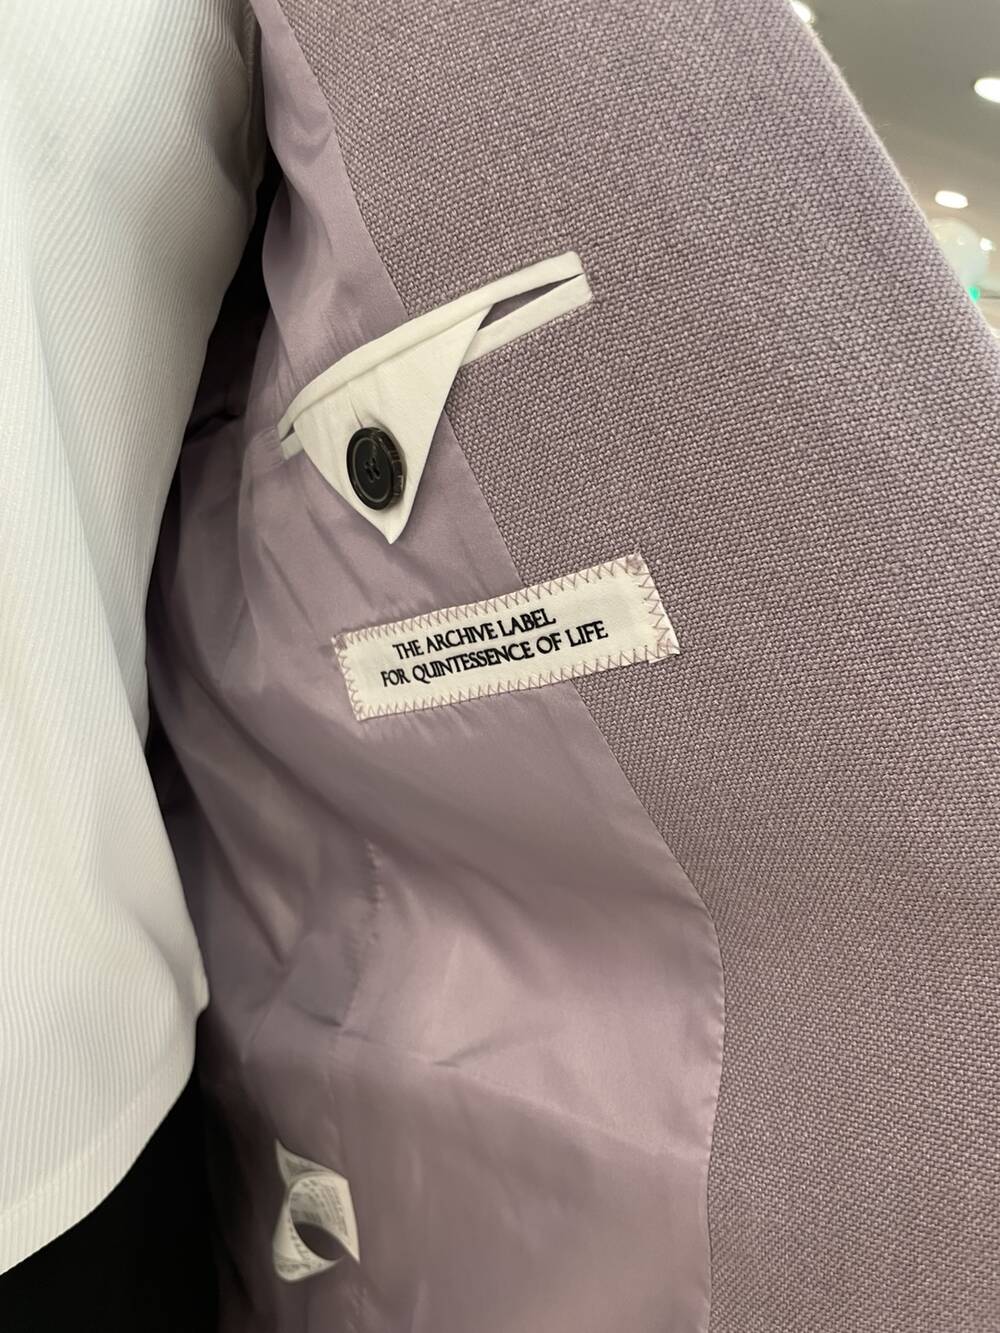 THE ARCHIVE LABEL
FOR QUINTESSENCE OF LIFE